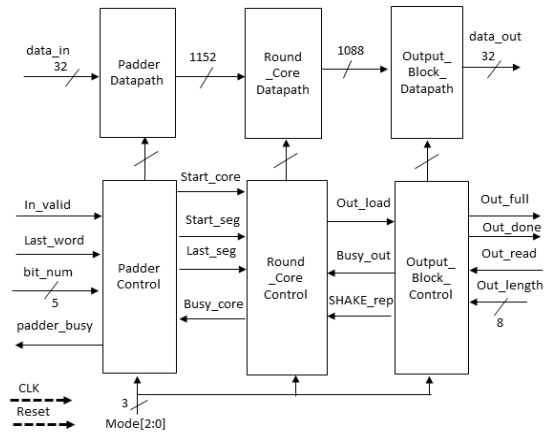 data_in
32
Padder
Datapath
1152
Round
_Core
Datapath
1088
Output_
Block_
Datapath
data_out
32
In_valid
Last_word
bit_num
5
padder_busy
Padder
Control
Start_core
Start_seg
Last_seg
Busy_core
Round
_Core
Control
Out_load
Busy_out
SHAKE_rep
Output_
Block_
Control
Out_full
Out_done
Out_read
Out_length
8
CLK
Reset
3
Mode[2:0]